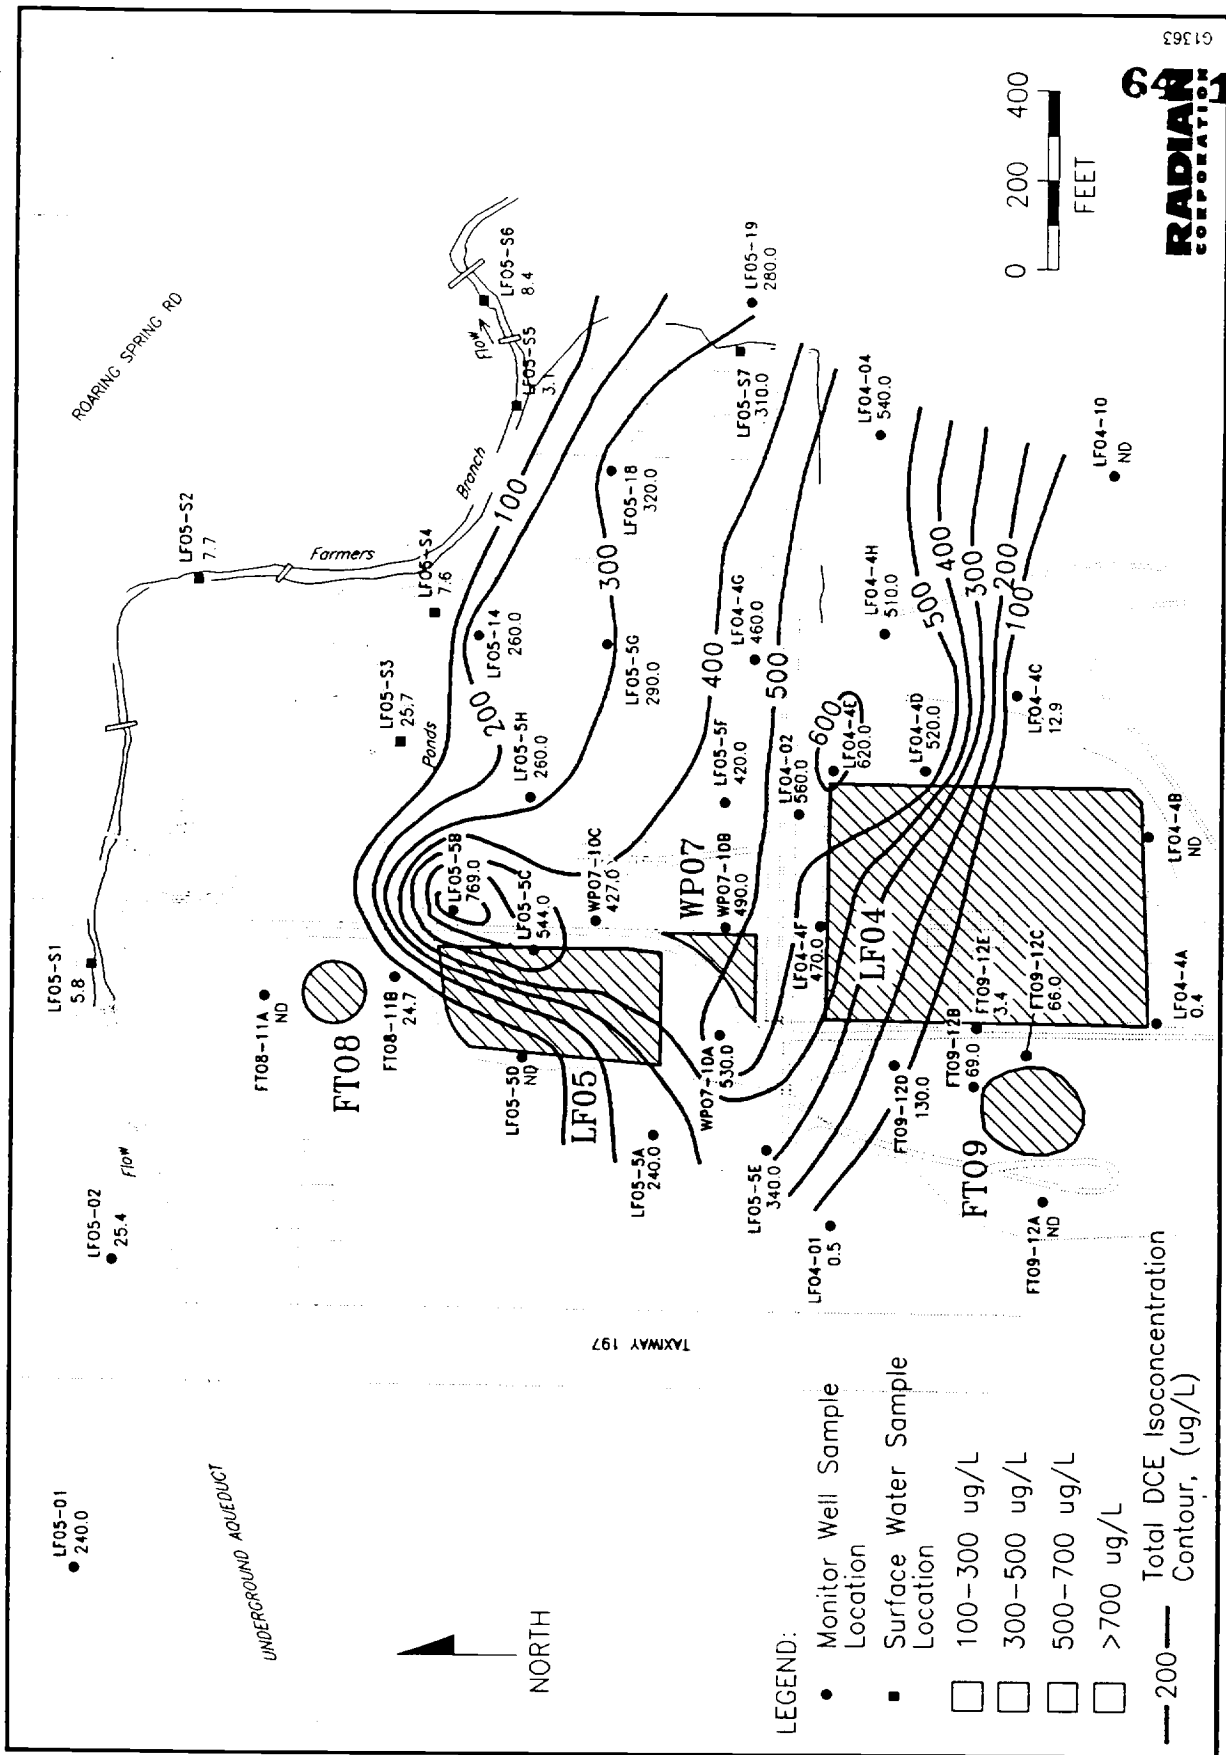 G1363
64 1
RADIAN
CORPORATION
0 200 400
FEET
ROARING SPRING RD
LF05-S1
5.8
LF05-S2
7.7
Farmers
Branch
LF05-S3
25.7
LF05-S4
7.6
Ponds
LF05-S5
3.1
Flow
LF05-S6
8.4
LF05-S7
310.0
LF05-01
240.0
UNDERGROUND AQUEDUCT
LF05-02
25.4
Flow
FT08-11A
ND
FT08
FT08-11B
24.7
LF05-5B
769.0
LF05-5C
544.0
LF05-5D
ND
LF05
LF05-5A
240.0
LF05-5H
260.0
LF05-14
260.0
LF05-5G
290.0
LF05-18
320.0
LF05-19
280.0
100
200
300
400
500
600
WP07-10C
427.0
WP07
WP07-10B
490.0
WP07-10A
530.0
LF05-5F
420.0
LF04-4G
460.0
LF04-02
560.0
LF04-4E
620.0
LF04-4F
470.0
LF04
LF04-4D
520.0
LF04-4H
510.0
LF04-04
540.0
500
400
300
200
100
LF04-10
ND
LF04-4C
12.9
LF04-4B
ND
LF04-4A
0.4
LF05-5E
340.0
LF04-01
0.5
FT09-12D
130.0
FT09-12B
69.0
FT09-12E
3.4
FT09-12C
66.0
FT09
FT09-12A
ND
TAXIWAY 197
NORTH
LEGEND:
Monitor Well Sample
Location
Surface Water Sample
Location
100-300 ug/L
300-500 ug/L
500-700 ug/L
>700 ug/L
200 Total DCE Isoconcentration
Contour, (ug/L)